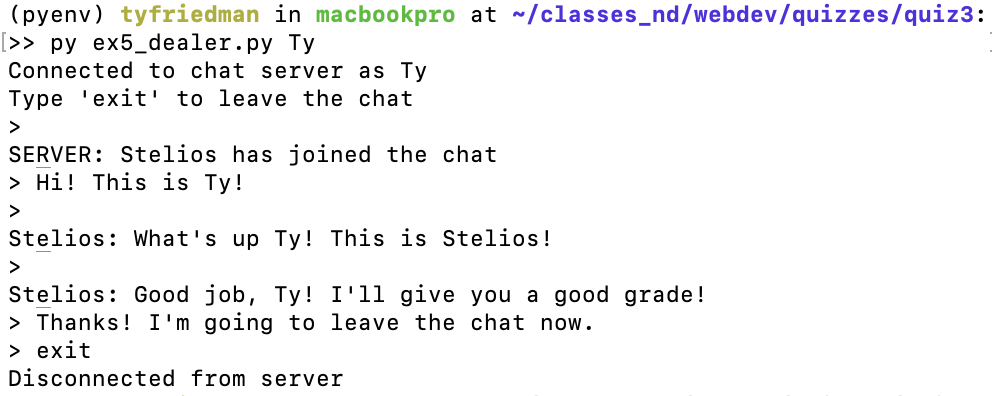 (pyenv) tyfriedman in macbookpro at ~/classes_nd/webdev/quizzes/quiz3:
[>> py ex5_dealer.py Ty
Connected to chat server as Ty
Type 'exit' to leave the chat
>
SERVER: Stelios has joined the chat
> Hi! This is Ty!
>
Stelios: What's up Ty! This is Stelios!
>
Stelios: Good job, Ty! I'll give you a good grade!
> Thanks! I'm going to leave the chat now.
> exit
Disconnected from server